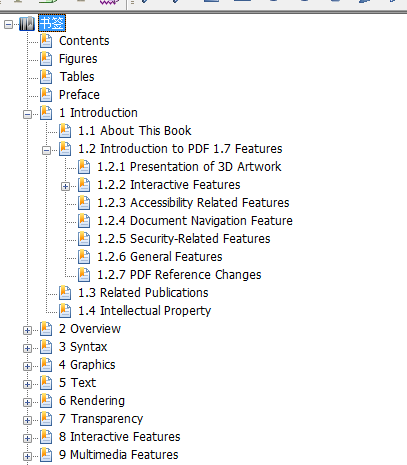 书签
Contents
Figures
Tables
Preface
1 Introduction
1.1 About This Book
1.2 Introduction to PDF 1.7 Features
1.2.1 Presentation of 3D Artwork
1.2.2 Interactive Features
1.2.3 Accessibility Related Features
1.2.4 Document Navigation Feature
1.2.5 Security-Related Features
1.2.6 General Features
1.2.7 PDF Reference Changes
1.3 Related Publications
1.4 Intellectual Property
2 Overview
3 Syntax
4 Graphics
5 Text
6 Rendering
7 Transparency
8 Interactive Features
9 Multimedia Features